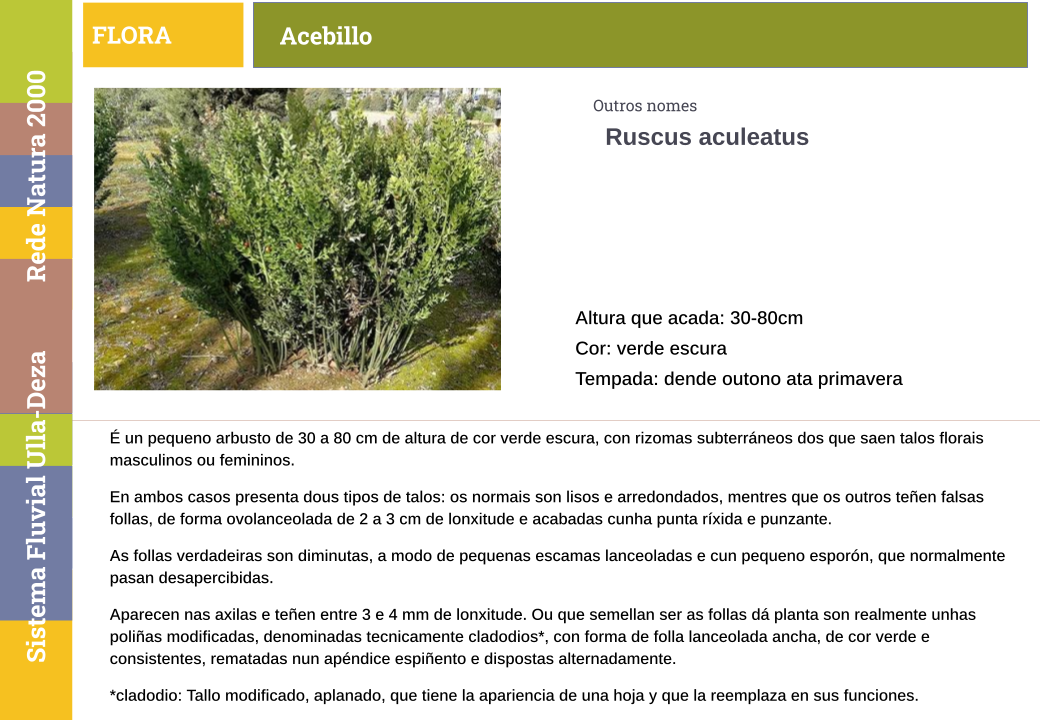 FLORA
Acebillo
Rede Natura 2000
Sistema Fluvial Ulla-Deza
Outros nomes
Ruscus aculeatus
Altura que acada: 30-80cm
Cor: verde escura
Tempada: dende outono ata primavera
É un pequeno arbusto de 30 a 80 cm de altura de cor verde escura, con rizomas subterráneos dos que saen talos florais
masculinos ou femininos.
En ambos casos presenta dous tipos de talos: os normais son lisos e arredondados, mentres que os outros teñen falsas
follas, de forma ovolanceolada de 2 a 3 cm de lonxitude e acabadas cunha punta ríxida e punzante.
As follas verdadeiras son diminutas, a modo de pequenas escamas lanceoladas e cun pequeno esporón, que normalmente
pasan desapercibidas.
Aparecen nas axilas e teñen entre 3 e 4 mm de lonxitude. Ou que semellan ser as follas dá planta son realmente unhas
poliñas modificadas, denominadas tecnicamente cladodios*, con forma de folla lanceolada ancha, de cor verde e
consistentes, rematadas nun apéndice espiñento e dispostas alternadamente.
*cladodio: Tallo modificado, aplanado, que tiene la apariencia de una hoja y que la reemplaza en sus funciones.